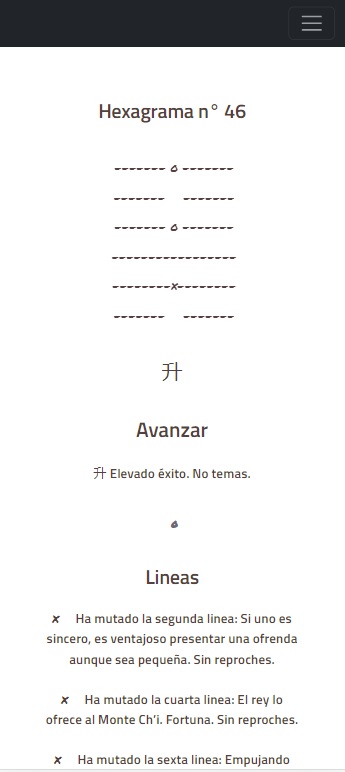 Hexagrama n° 46
------- o -------
------- -------
------- o -------
-----------------
--------x--------
------- -------
升
Avanzar
升 Elevado éxito. No temas.
o
Lineas
x Ha mutado la segunda linea: Si uno es
sincero, es ventajoso presentar una ofrenda
aunque sea pequeña. Sin reproches.
x Ha mutado la cuarta linea: El rey lo
ofrece al Monte Ch’i. Fortuna. Sin reproches.
x Ha mutado la sexta linea: Empujando